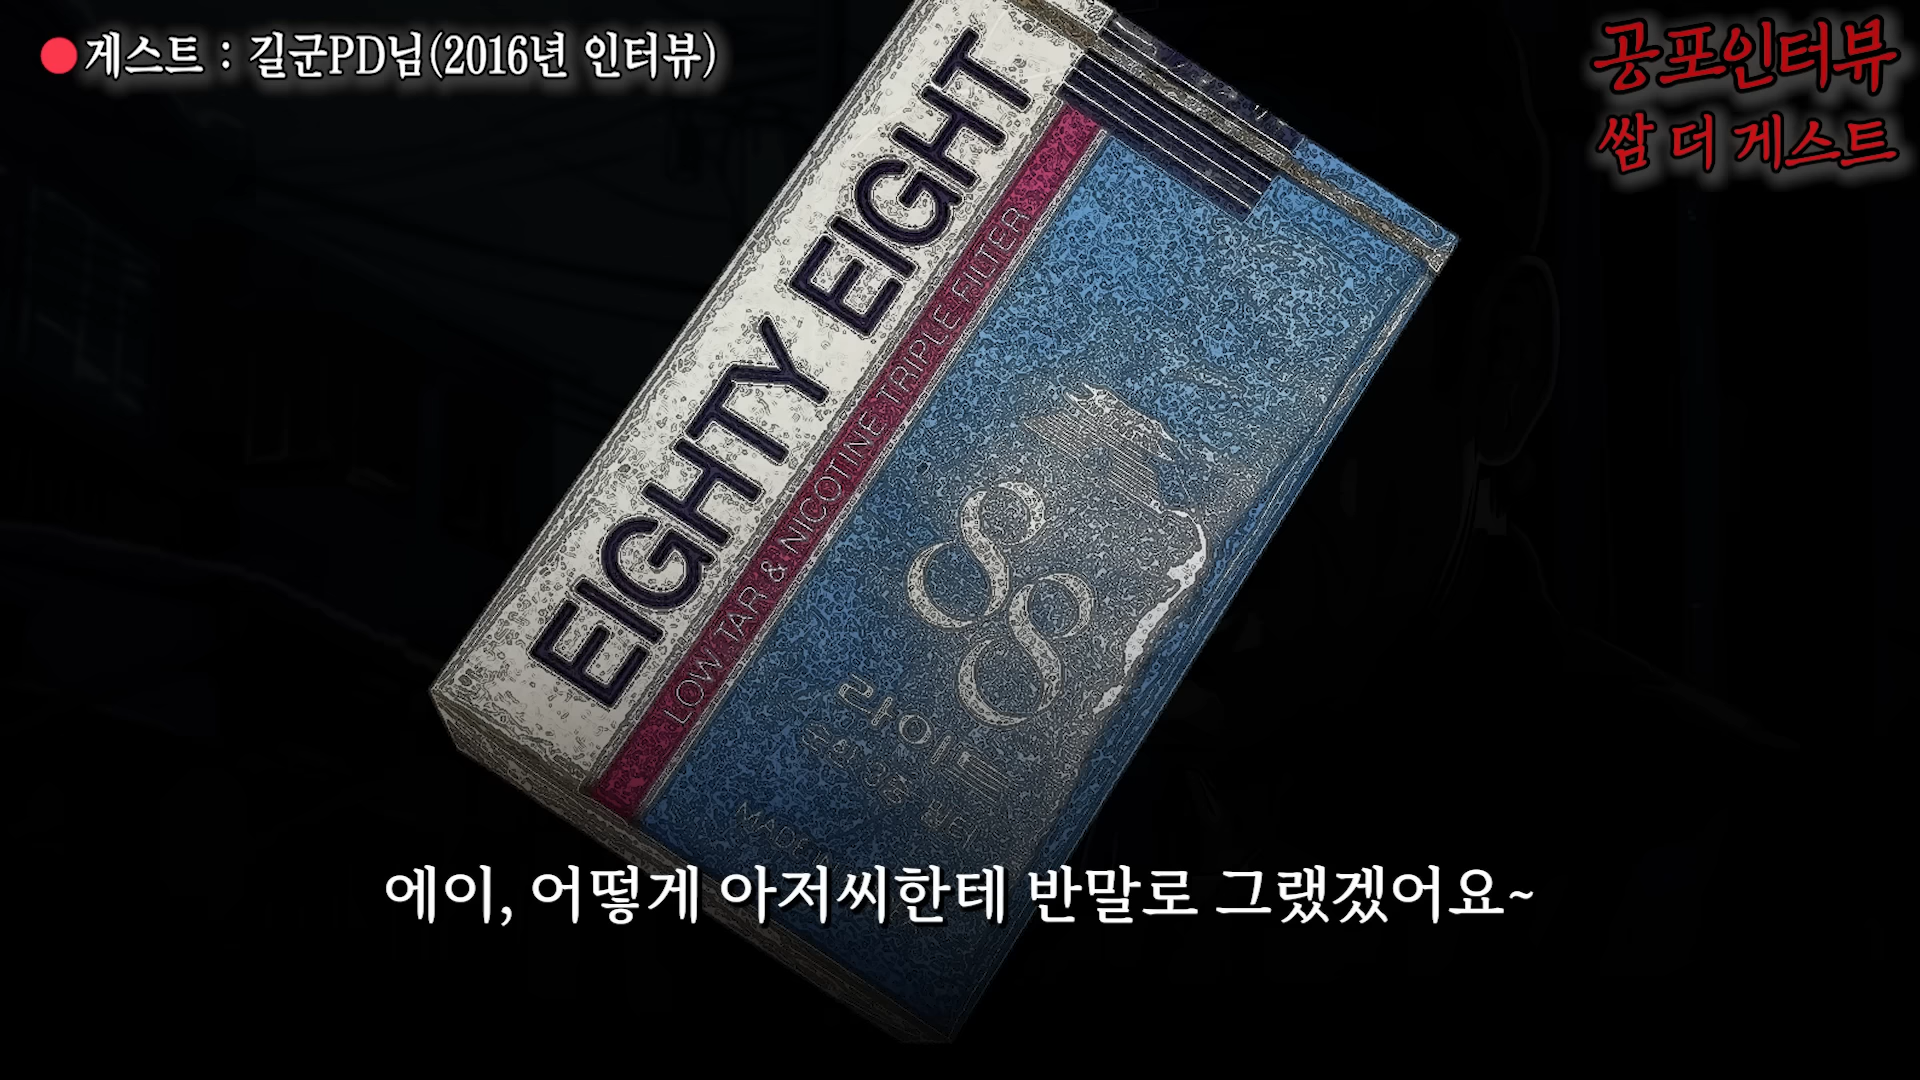 게스트 : 길군PD님(2016년 인터뷰)
공포인터뷰
쌈 더 게스트
EIGHTY EIGHT
LOW TAR & NICOTINE TRIPLE FILTER
88
라이트
MADE IN
에이, 어떻게 아저씨한테 반말로 그랬겠어요~